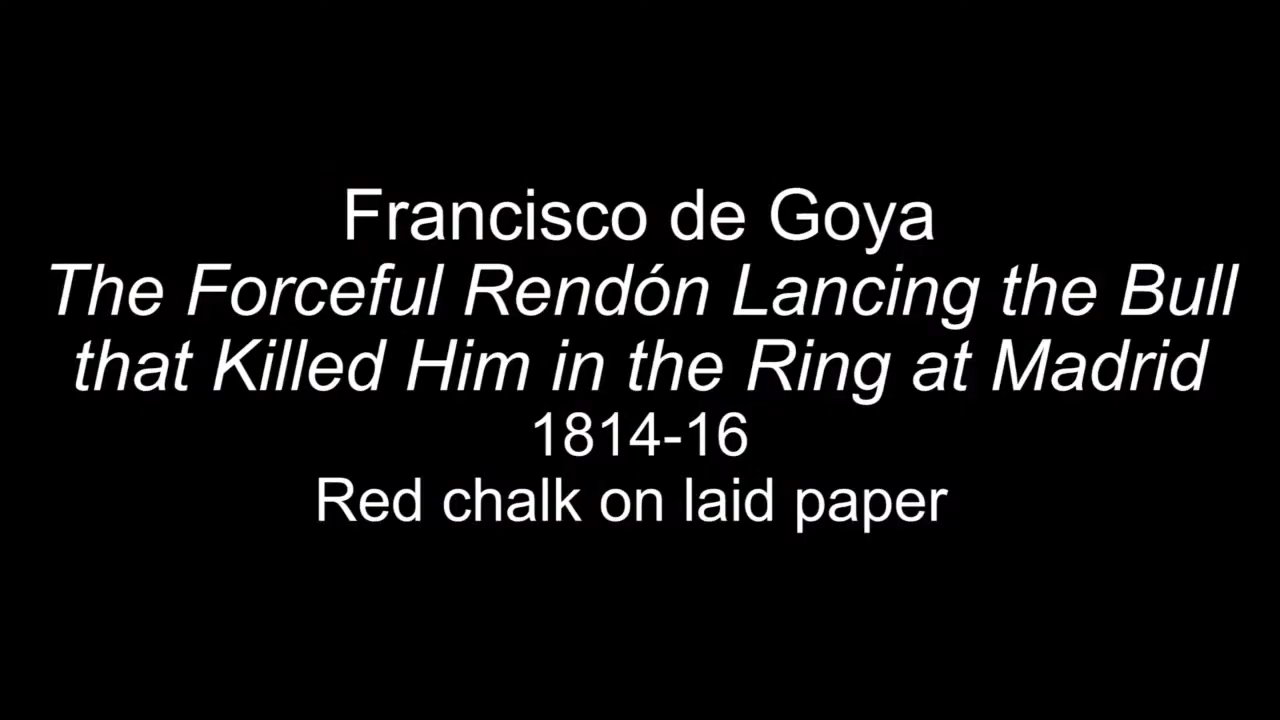 Francisco de Goya
The Forceful Rendón Lancing the Bull
that Killed Him in the Ring at Madrid
1814-16
Red chalk on laid paper